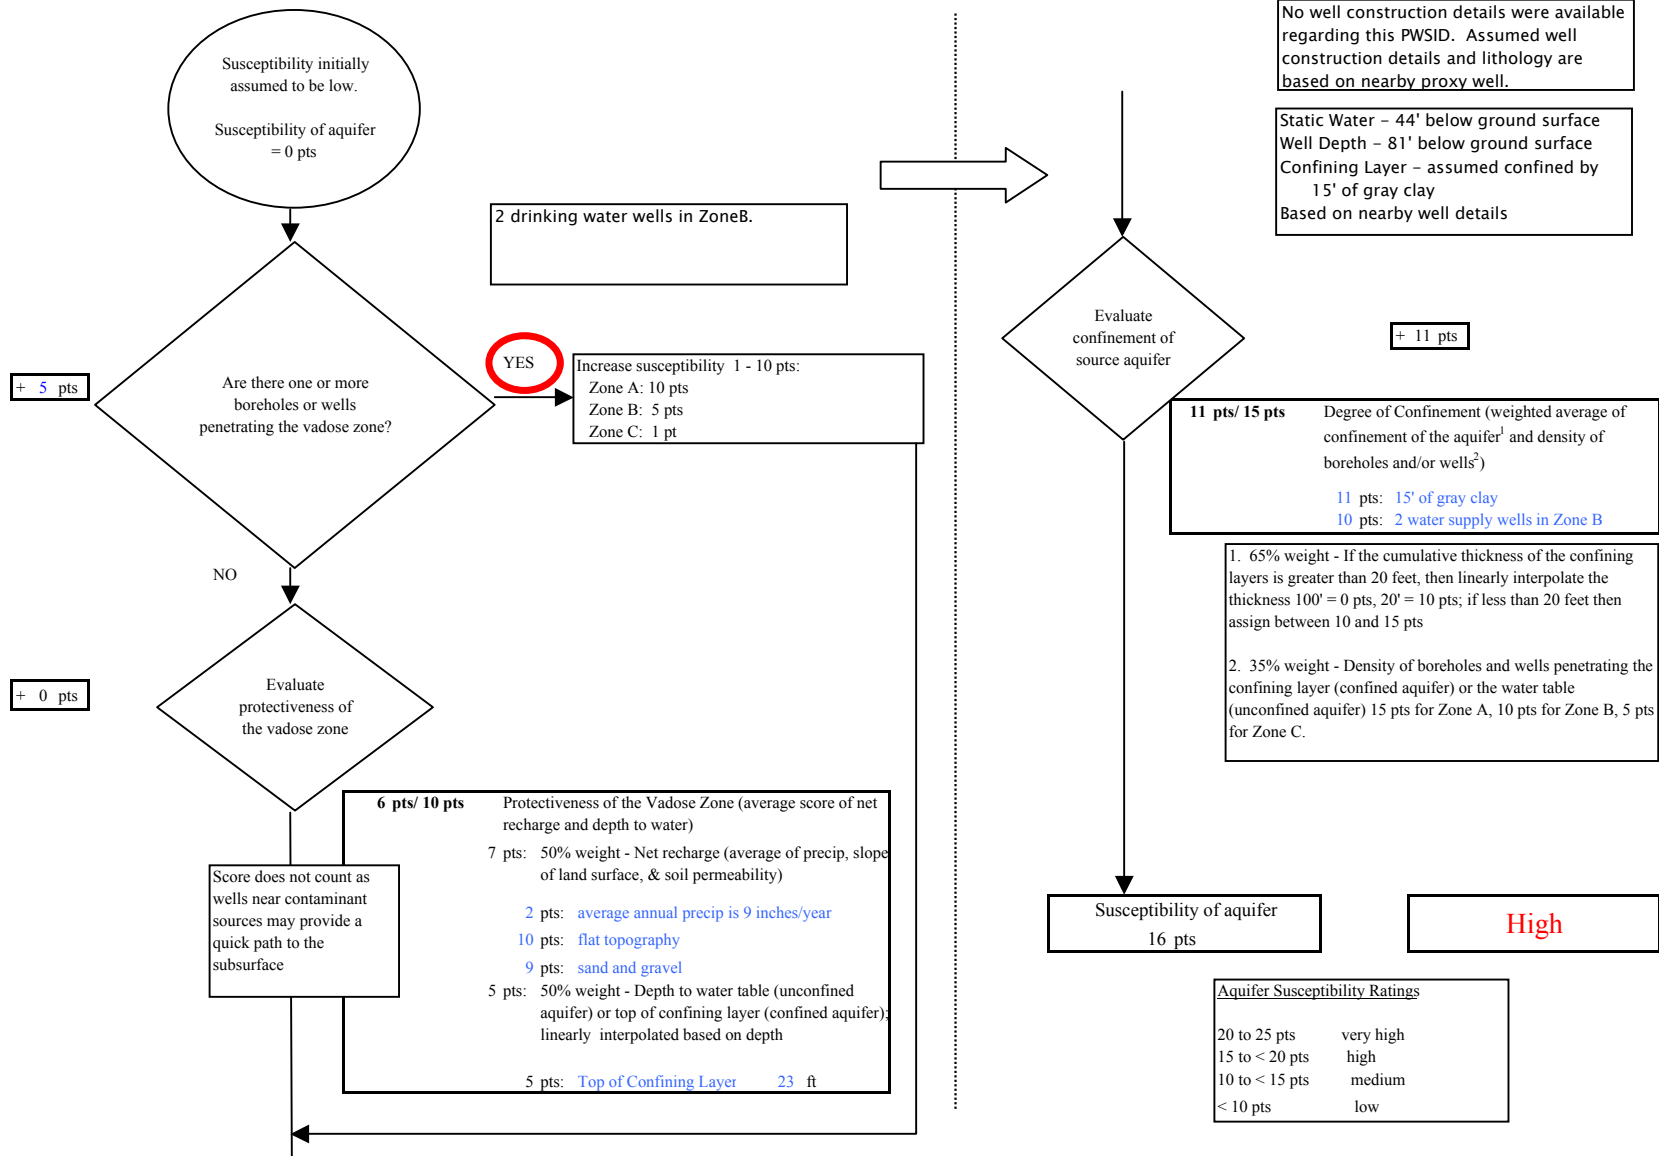 Susceptibility initially
assumed to be low.
Susceptibility of aquifer
= 0 pts
2 drinking water wells in ZoneB.
+ 5 pts
Are there one or more
boreholes or wells
penetrating the vadose zone?
YES
Increase susceptibility 1 - 10 pts:
Zone A: 10 pts
Zone B: 5 pts
Zone C: 1 pt
NO
+ 0 pts
Evaluate
protectiveness of
the vadose zone
6 pts/ 10 pts
Protectiveness of the Vadose Zone (average score of net
recharge and depth to water)
7 pts: 50% weight - Net recharge (average of precip, slope
of land surface, & soil permeability)
2 pts: average annual precip is 9 inches/year
10 pts: flat topography
9 pts: sand and gravel
5 pts: 50% weight - Depth to water table (unconfined
aquifer) or top of confining layer (confined aquifer);
linearly interpolated based on depth
5 pts: Top of Confining Layer 23 ft
Score does not count as
wells near contaminant
sources may provide a
quick path to the
subsurface
No well construction details were available
regarding this PWSID. Assumed well
construction details and lithology are
based on nearby proxy well.
Static Water – 44' below ground surface
Well Depth – 81' below ground surface
Confining Layer – assumed confined by
15' of gray clay
Based on nearby well details
Evaluate
confinement of
source aquifer
+ 11 pts
11 pts/ 15 pts
Degree of Confinement (weighted average of
confinement of the aquifer1 and density of
boreholes and/or wells2)
11 pts: 15' of gray clay
10 pts: 2 water supply wells in Zone B
1. 65% weight - If the cumulative thickness of the confining
layers is greater than 20 feet, then linearly interpolate the
thickness 100' = 0 pts, 20' = 10 pts; if less than 20 feet then
assign between 10 and 15 pts
2. 35% weight - Density of boreholes and wells penetrating the
confining layer (confined aquifer) or the water table
(unconfined aquifer) 15 pts for Zone A, 10 pts for Zone B, 5 pts
for Zone C.
Susceptibility of aquifer
16 pts
High
Aquifer Susceptibility Ratings
20 to 25 pts very high
15 to < 20 pts high
10 to < 15 pts medium
< 10 pts low